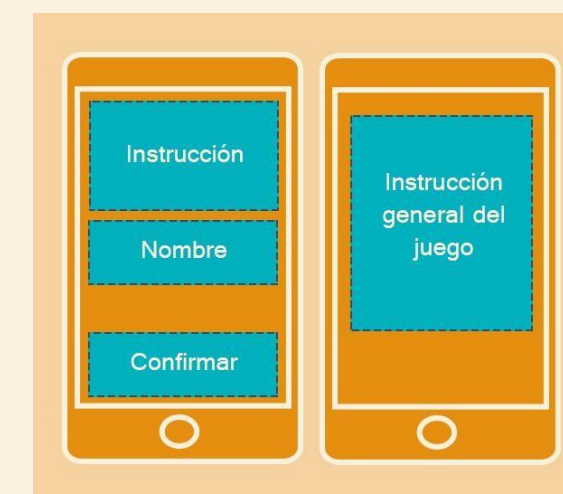 Instrucción
Nombre
Confirmar
Instrucción
general del
juego